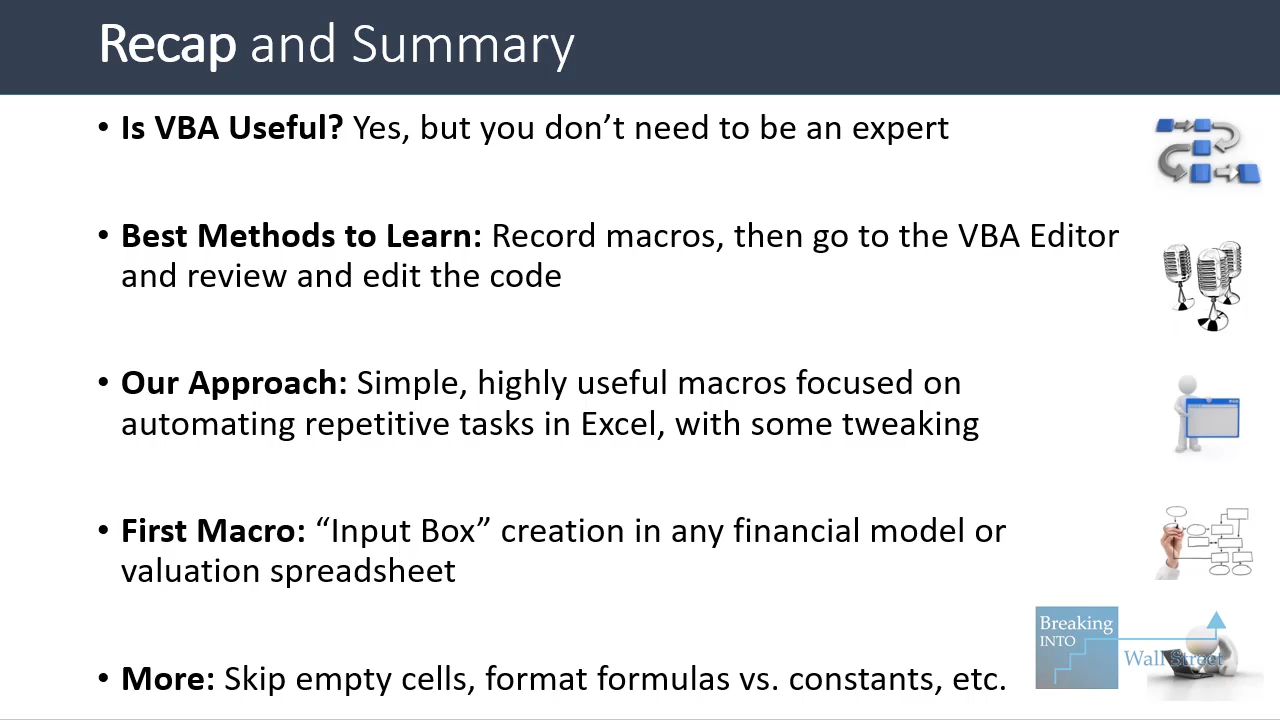 Recap and Summary
• Is VBA Useful? Yes, but you don’t need to be an expert
• Best Methods to Learn: Record macros, then go to the VBA Editor
and review and edit the code
• Our Approach: Simple, highly useful macros focused on
automating repetitive tasks in Excel, with some tweaking
• First Macro: “Input Box” creation in any financial model or
valuation spreadsheet
• More: Skip empty cells, format formulas vs. constants, etc.
Breaking
INTO
Wall Street